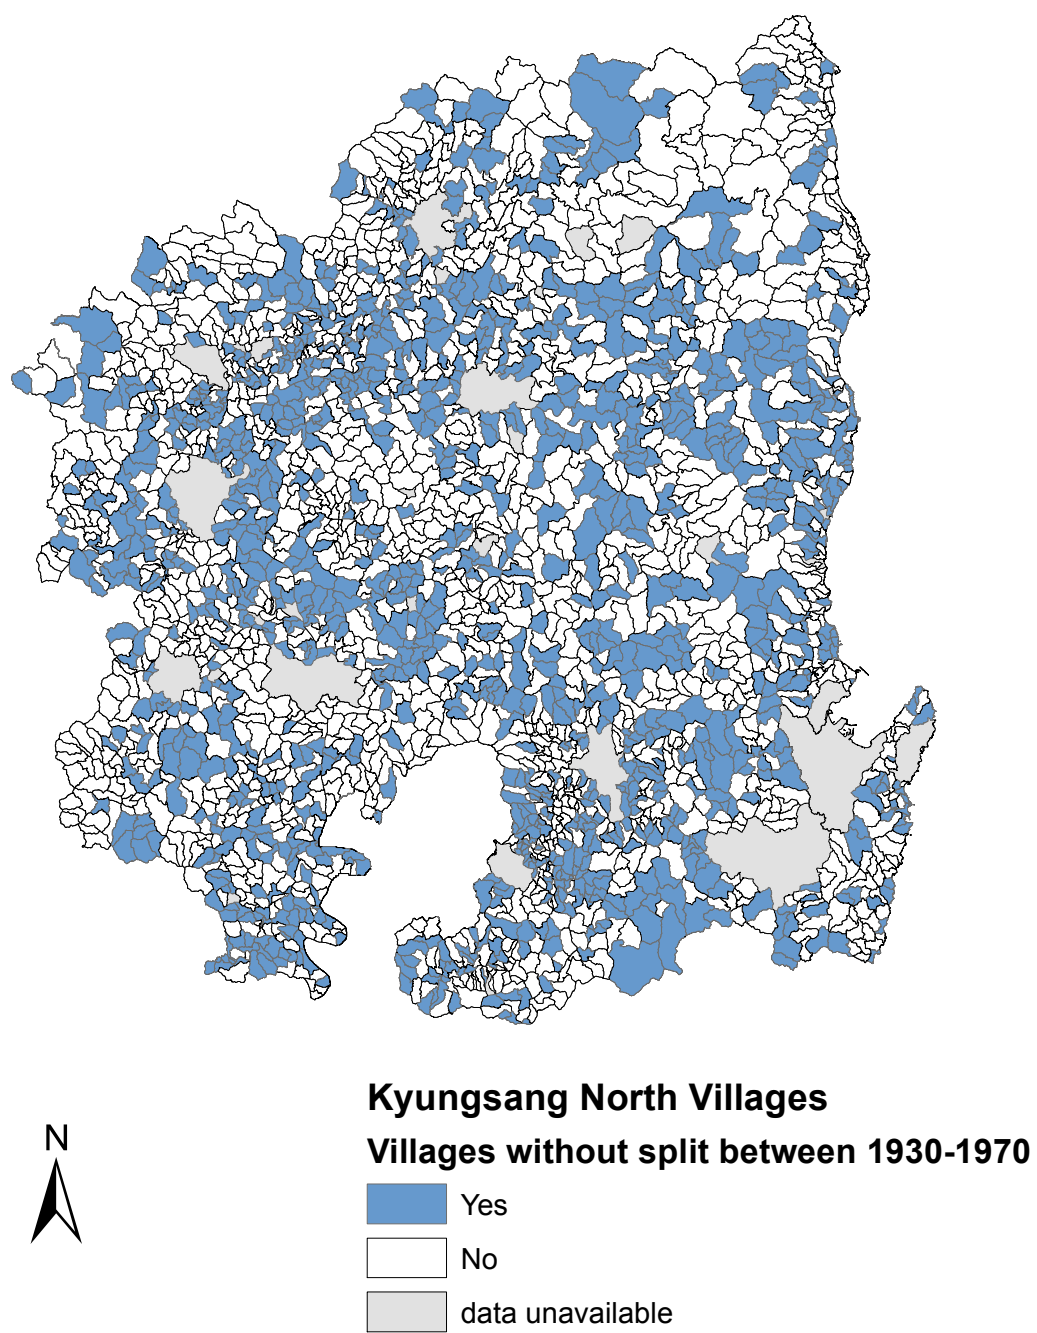 Kyungsang North Villages
N
Villages without split between 1930-1970
Yes
No
data unavailable